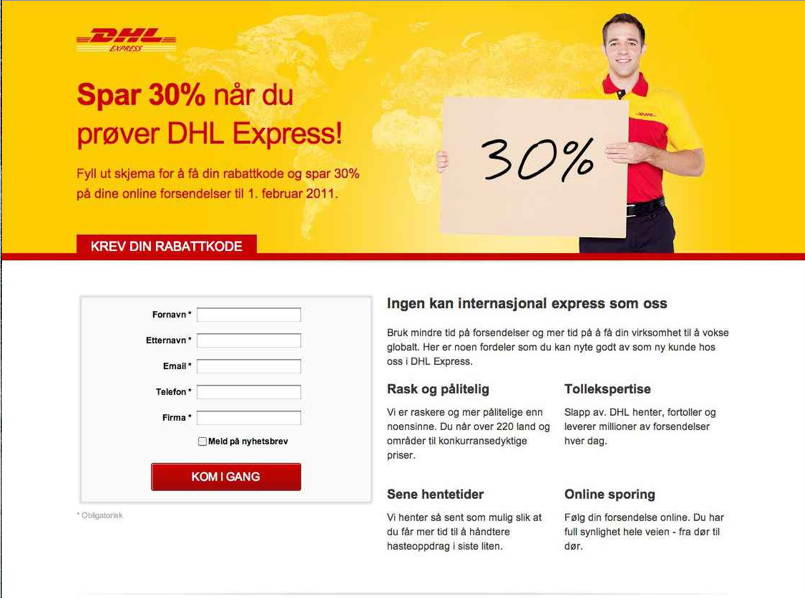 DHL
EXPRESS
Spar 30% når du
prøver DHL Express!
Fyll ut skjema for å få din rabattkode og spar 30%
på dine online forsendelser til 1. februar 2011.
KREV DIN RABATTKODE
30%
DHL
Fornavn *
Etternavn *
Email *
Telefon *
Firma *
Meld på nyhetsbrev
KOM I GANG
* Obligatorisk
Ingen kan internasjonal express som oss
Bruk mindre tid på forsendelser og mer tid på å få din virksomhet til å vokse
globalt. Her er noen fordeler som du kan nyte godt av som ny kunde hos
oss i DHL Express.
Rask og pålitelig
Vi er raskere og mer pålitelige enn
noensinne. Du når over 220 land og
områder til konkurransedyktige
priser.
Tollekspertise
Slapp av. DHL henter, fortoller og
leverer millioner av forsendelser
hver dag.
Sene hentetider
Vi henter så sent som mulig slik at
du får mer tid til å håndtere
hasteoppdrag i siste liten.
Online sporing
Følg din forsendelse online. Du har
full synlighet hele veien - fra dør til
dør.